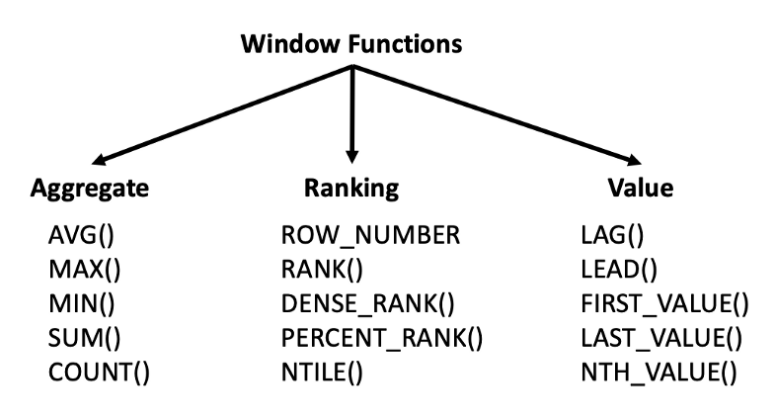 Window Functions
Aggregate
AVG()
MAX()
MIN()
SUM()
COUNT()
Ranking
ROW_NUMBER
RANK()
DENSE_RANK()
PERCENT_RANK()
NTILE()
Value
LAG()
LEAD()
FIRST_VALUE()
LAST_VALUE()
NTH_VALUE()